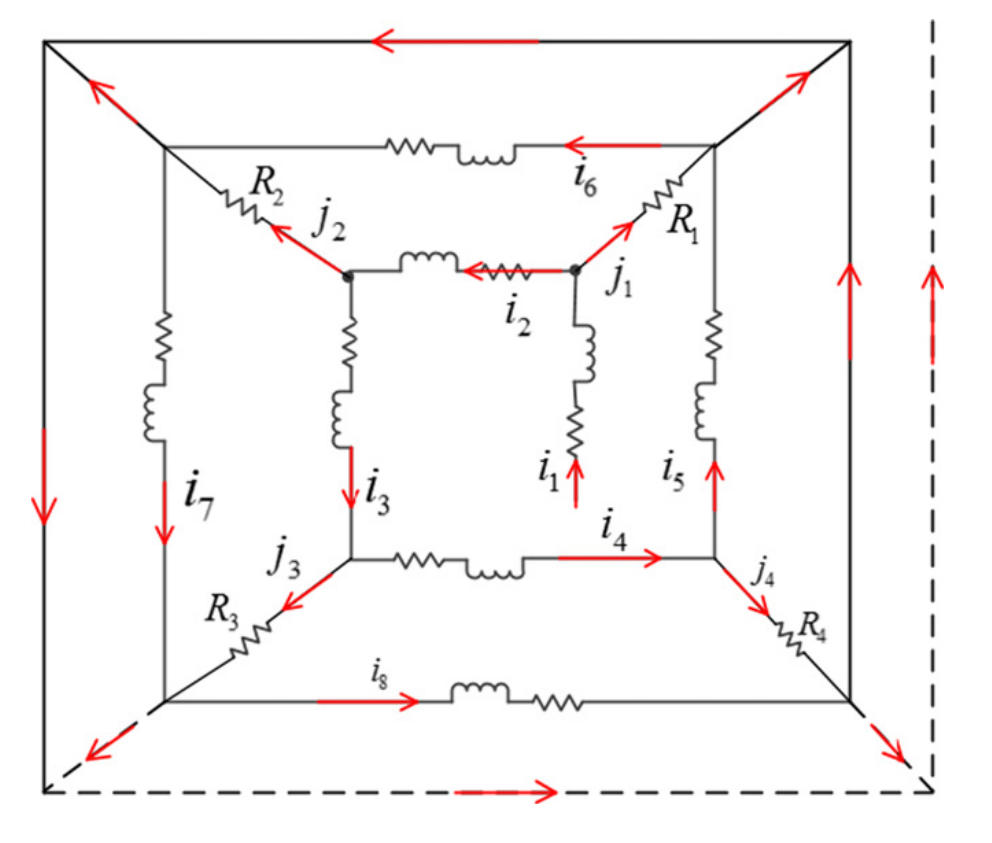 i₆
R₂
R₁
j₂
j₁
i₂
i₁
i₅
i₇
i₃
i₄
j₃
j₄
R₃
R₄
i₈